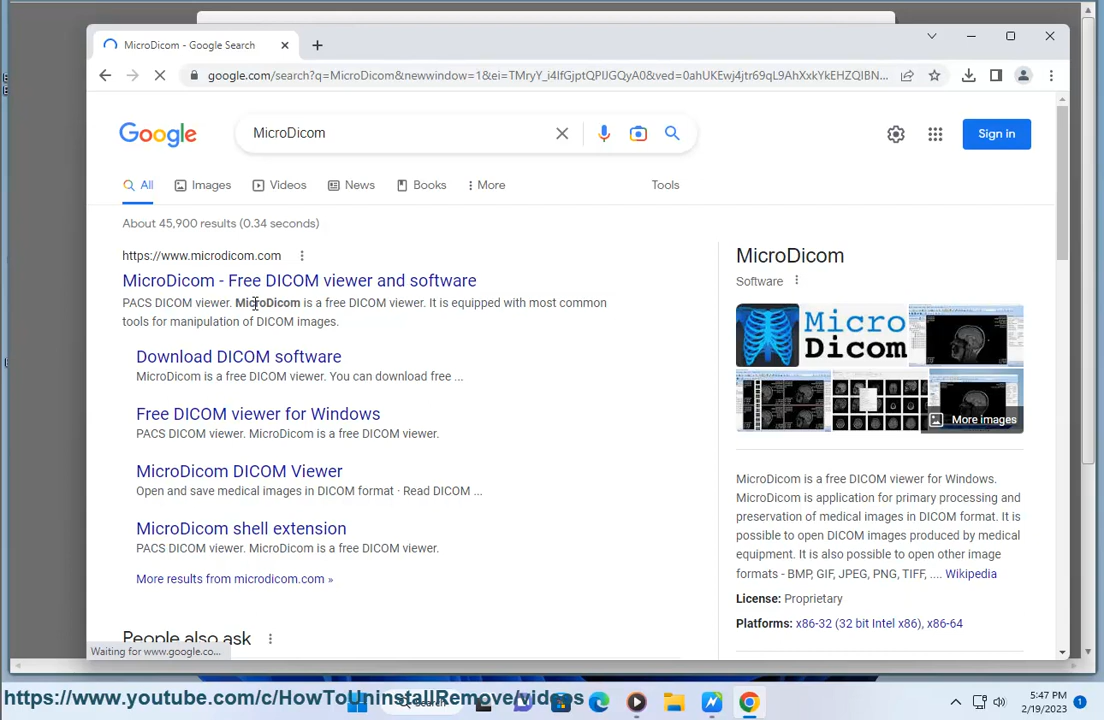 MicroDicom - Google Search
google.com/search?q=MicroDicom&newwindow=1&ei=TMryY_i4IfGjptQPIJGQyA0&ved=0ahUKEwj4jtr69qL9AhXxkYkEHZQIBN...
Google
MicroDicom
Sign in
All
Images
Videos
News
Books
More
Tools
About 45,900 results (0.34 seconds)
https://www.microdicom.com
MicroDicom - Free DICOM viewer and software
PACS DICOM viewer. MicroDicom is a free DICOM viewer. It is equipped with most common
tools for manipulation of DICOM images.
Download DICOM software
MicroDicom is a free DICOM viewer. You can download free ...
Free DICOM viewer for Windows
PACS DICOM viewer. MicroDicom is a free DICOM viewer.
MicroDicom DICOM Viewer
Open and save medical images in DICOM format · Read DICOM ...
MicroDicom shell extension
PACS DICOM viewer. MicroDicom is a free DICOM viewer.
More results from microdicom.com »
People also ask
MicroDicom
Software
Micro
Dicom
More images
MicroDicom is a free DICOM viewer for Windows.
MicroDicom is application for primary processing and
preservation of medical images in DICOM format. It is
possible to open DICOM images produced by medical
equipment. It is also possible to open other image
formats - BMP, GIF, JPEG, PNG, TIFF, .... Wikipedia
License: Proprietary
Platforms: x86-32 (32 bit Intel x86), x86-64
Waiting for www.google.co...
https://www.youtube.com/c/HowToUninstallRemove/videos
Search
5:47 PM
2/19/2023
1